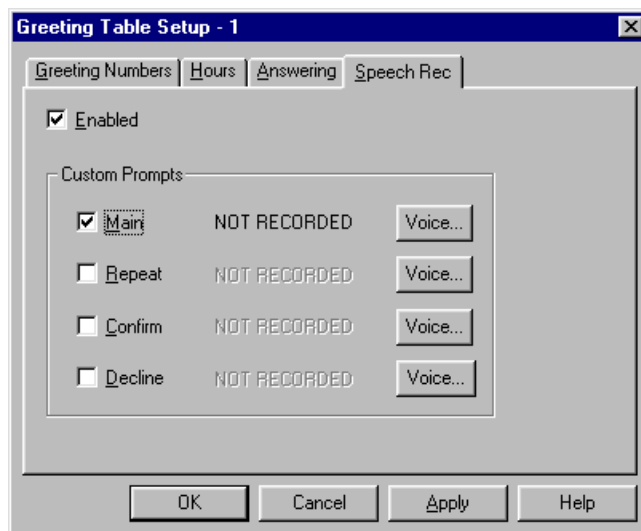 Greeting Table Setup - 1
Greeting Numbers Hours Answering Speech Rec
Enabled
Custom Prompts
Main NOT RECORDED Voice...
Repeat NOT RECORDED Voice...
Confirm NOT RECORDED Voice...
Decline NOT RECORDED Voice...
OK Cancel Apply Help